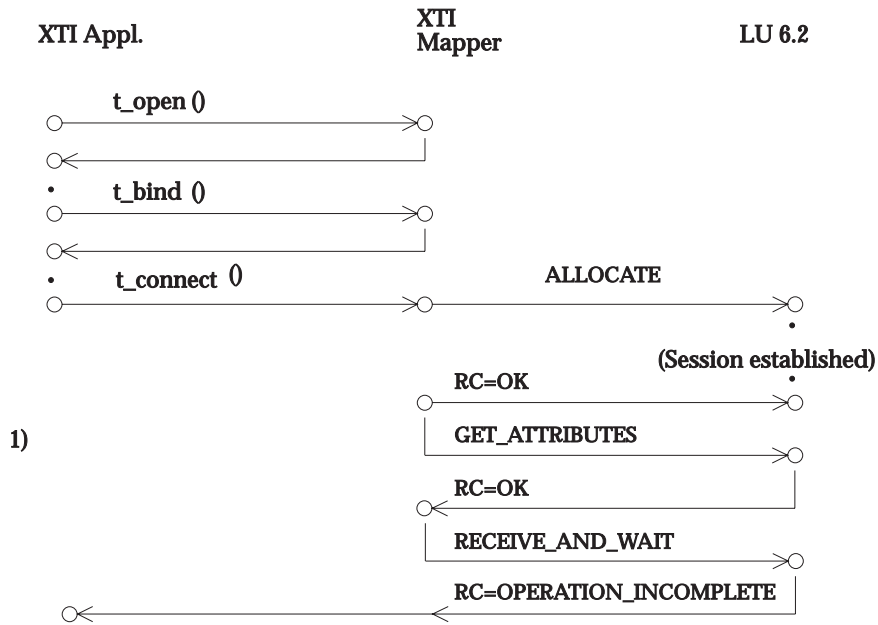 XTI Appl.
XTI
Mapper
LU 6.2
t_open ()
t_bind ()
t_connect ()
ALLOCATE
(Session established)
RC=OK
1)
GET_ATTRIBUTES
RC=OK
RECEIVE_AND_WAIT
RC=OPERATION_INCOMPLETE